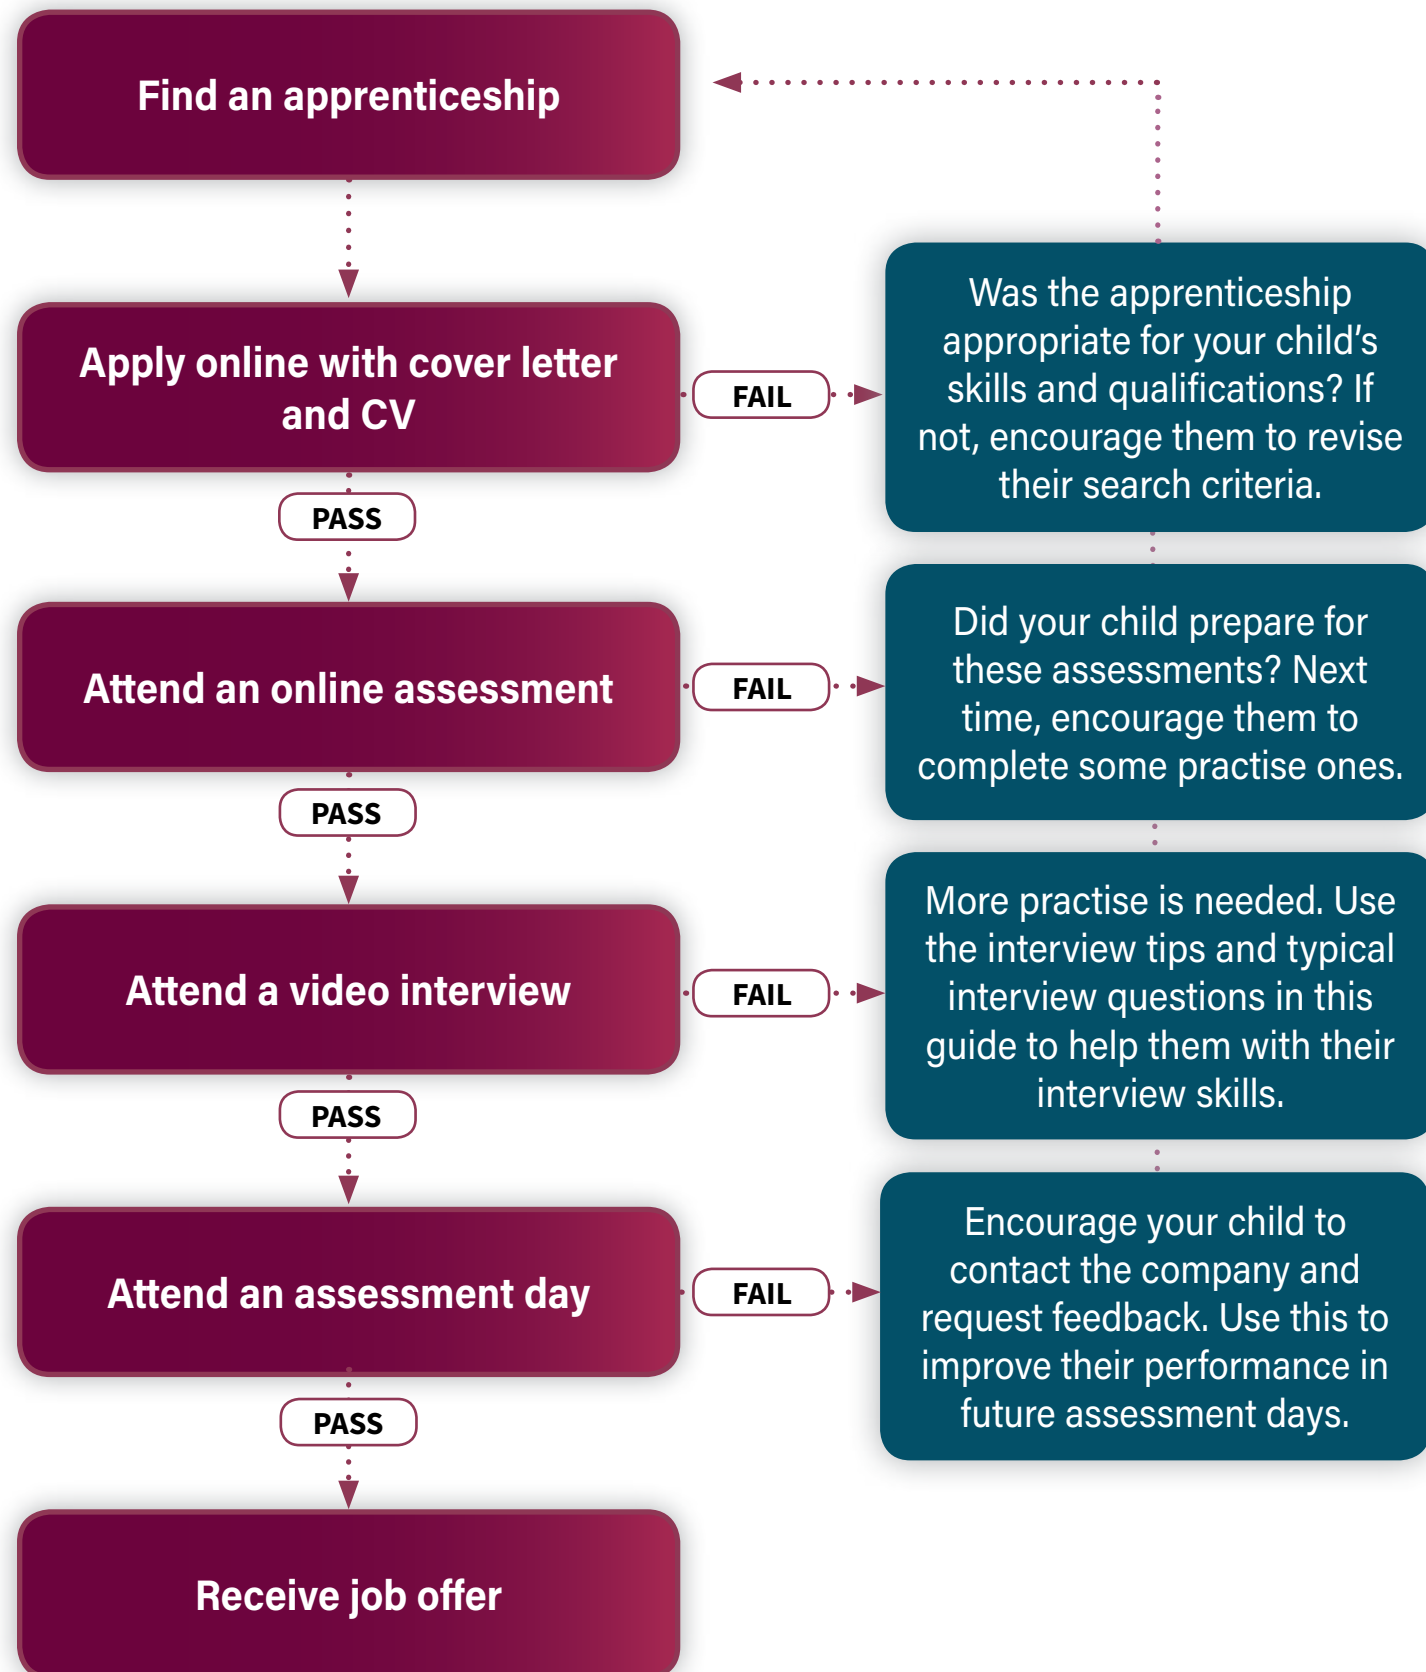 Find an apprenticeship
Apply online with cover letter
and CV
FAIL
Was the apprenticeship
appropriate for your child’s
skills and qualifications? If
not, encourage them to revise
their search criteria.
PASS
Attend an online assessment
FAIL
Did your child prepare for
these assessments? Next
time, encourage them to
complete some practise ones.
PASS
Attend a video interview
FAIL
More practise is needed. Use
the interview tips and typical
interview questions in this
guide to help them with their
interview skills.
PASS
Attend an assessment day
FAIL
Encourage your child to
contact the company and
request feedback. Use this to
improve their performance in
future assessment days.
PASS
Receive job offer